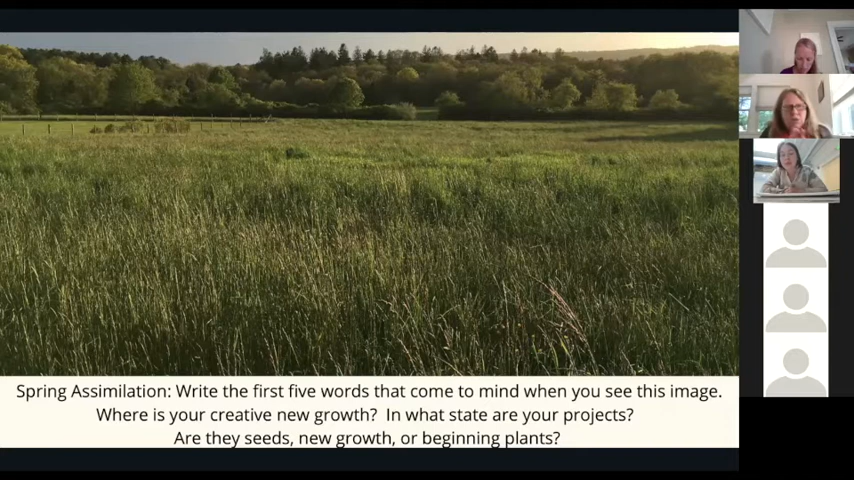 Spring Assimilation: Write the first five words that come to mind when you see this image.
Where is your creative new growth?  In what state are your projects?
Are they seeds, new growth, or beginning plants?